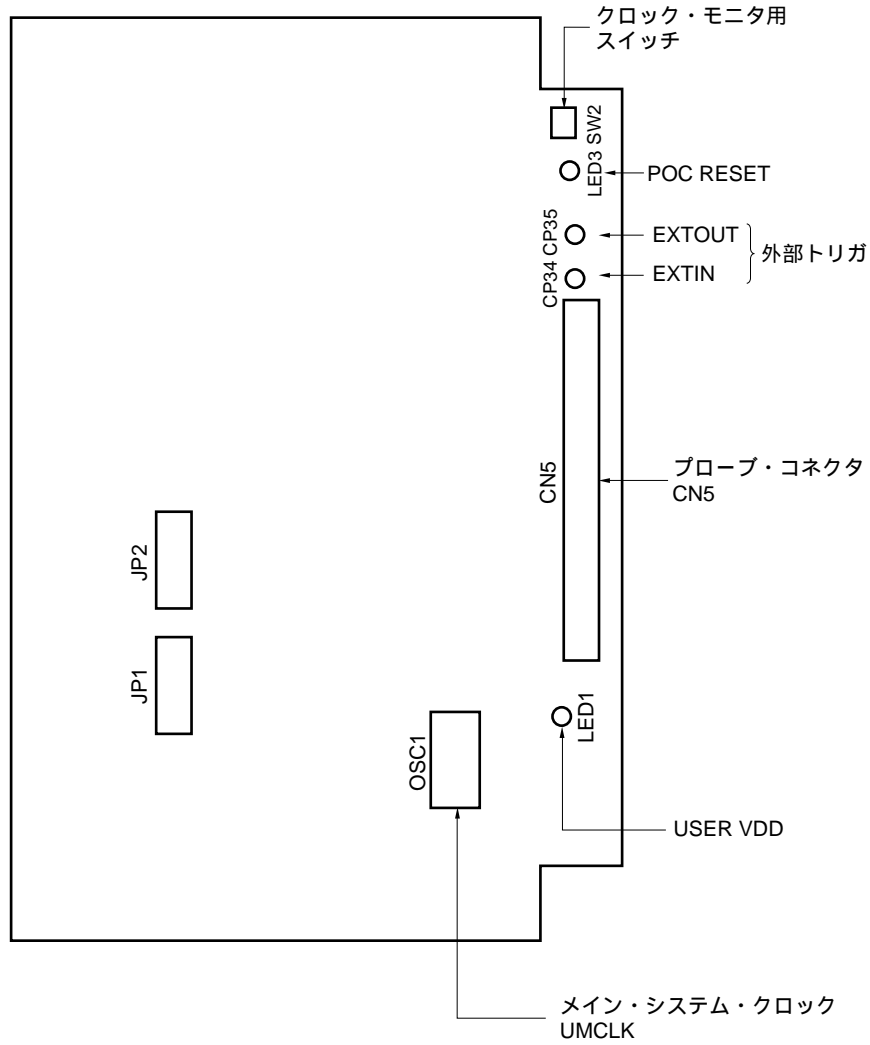 クロック・モニタ用
スイッチ
SW2
LED3
POC RESET
CP35
EXTOUT
外部トリガ
CP34
EXTIN
CN5
プローブ・コネクタ
CN5
JP2
JP1
OSC1
LED1
USER VDD
メイン・システム・クロック
UMCLK